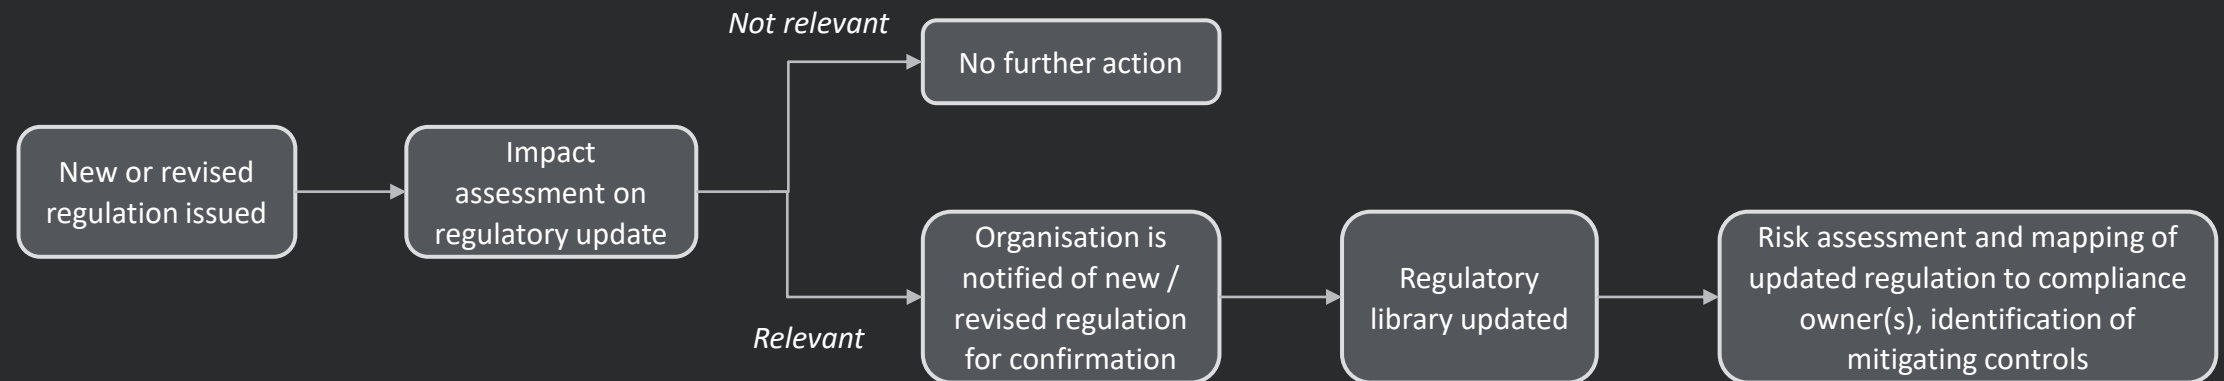 Not relevant
No further action
New or revised
regulation issued
Impact
assessment on
regulatory update
Relevant
Organisation is
notified of new /
revised regulation
for confirmation
Regulatory
library updated
Risk assessment and mapping of
updated regulation to compliance
owner(s), identification of
mitigating controls